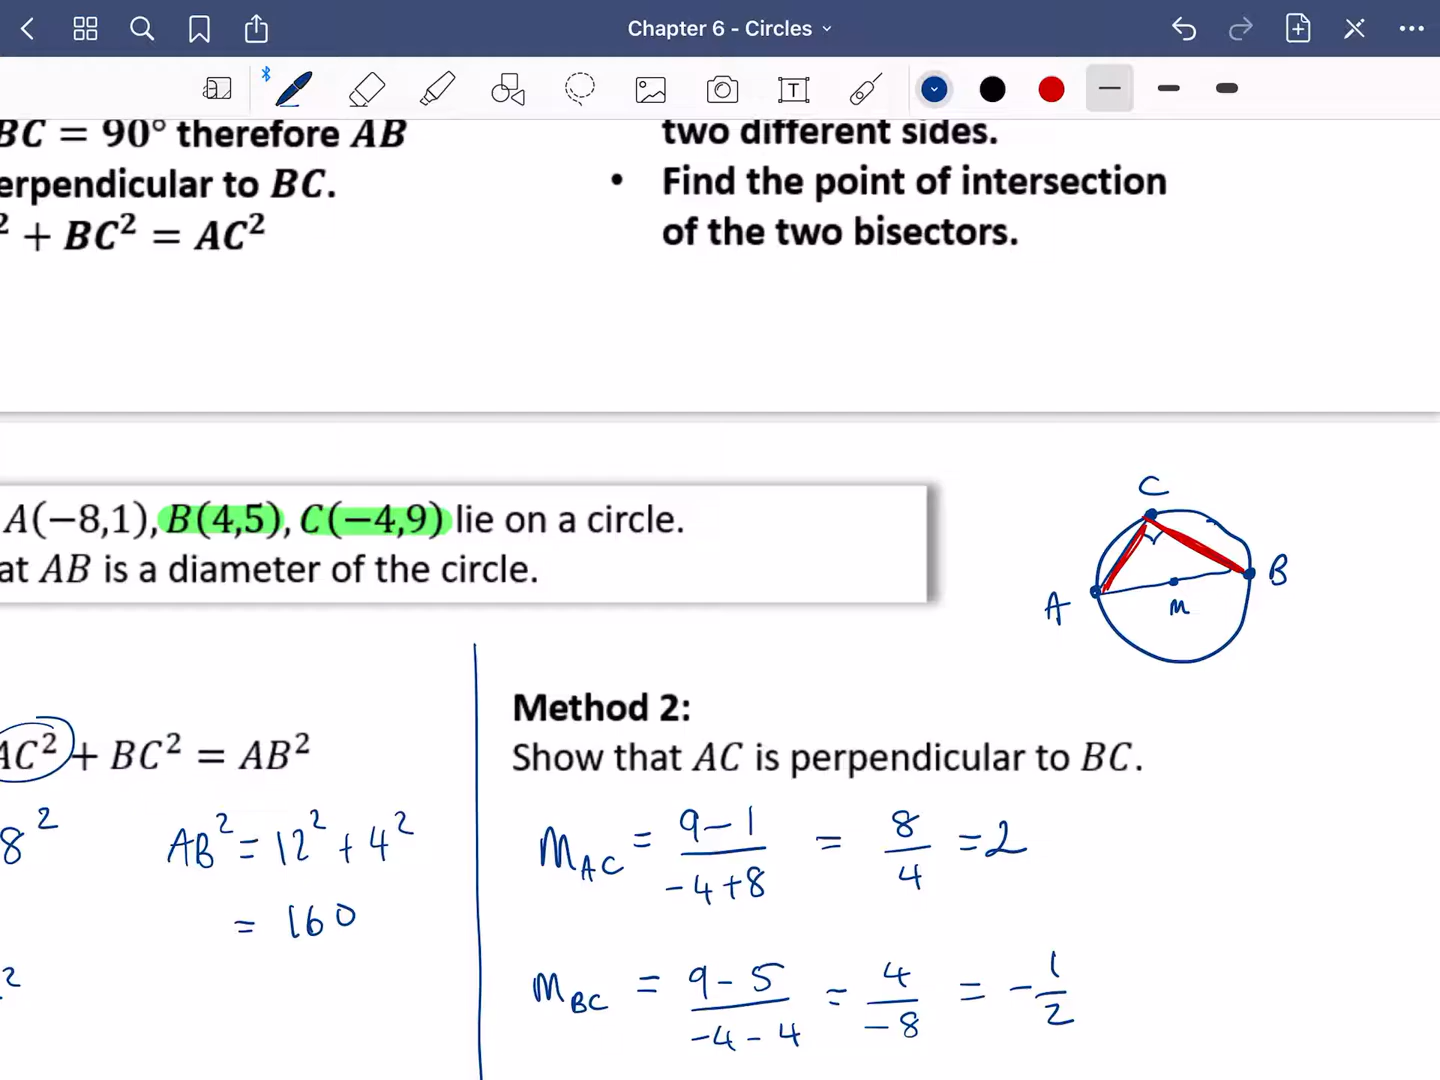 Chapter 6 - Circles
BC = 90° therefore AB
erpendicular to BC.
² + BC² = AC²
two different sides.
• Find the point of intersection
of the two bisectors.
A(−8,1), B(4,5), C(−4,9) lie on a circle.
at AB is a diameter of the circle.
C
B
A
M
AC² + BC² = AB²
8²
AB² = 12² + 4²
= 160
²
Method 2:
Show that AC is perpendicular to BC.
M_AC = (9−1)/(−4+8) = 8/4 = 2
M_BC = (9−5)/(−4−4) = 4/−8 = −1/2